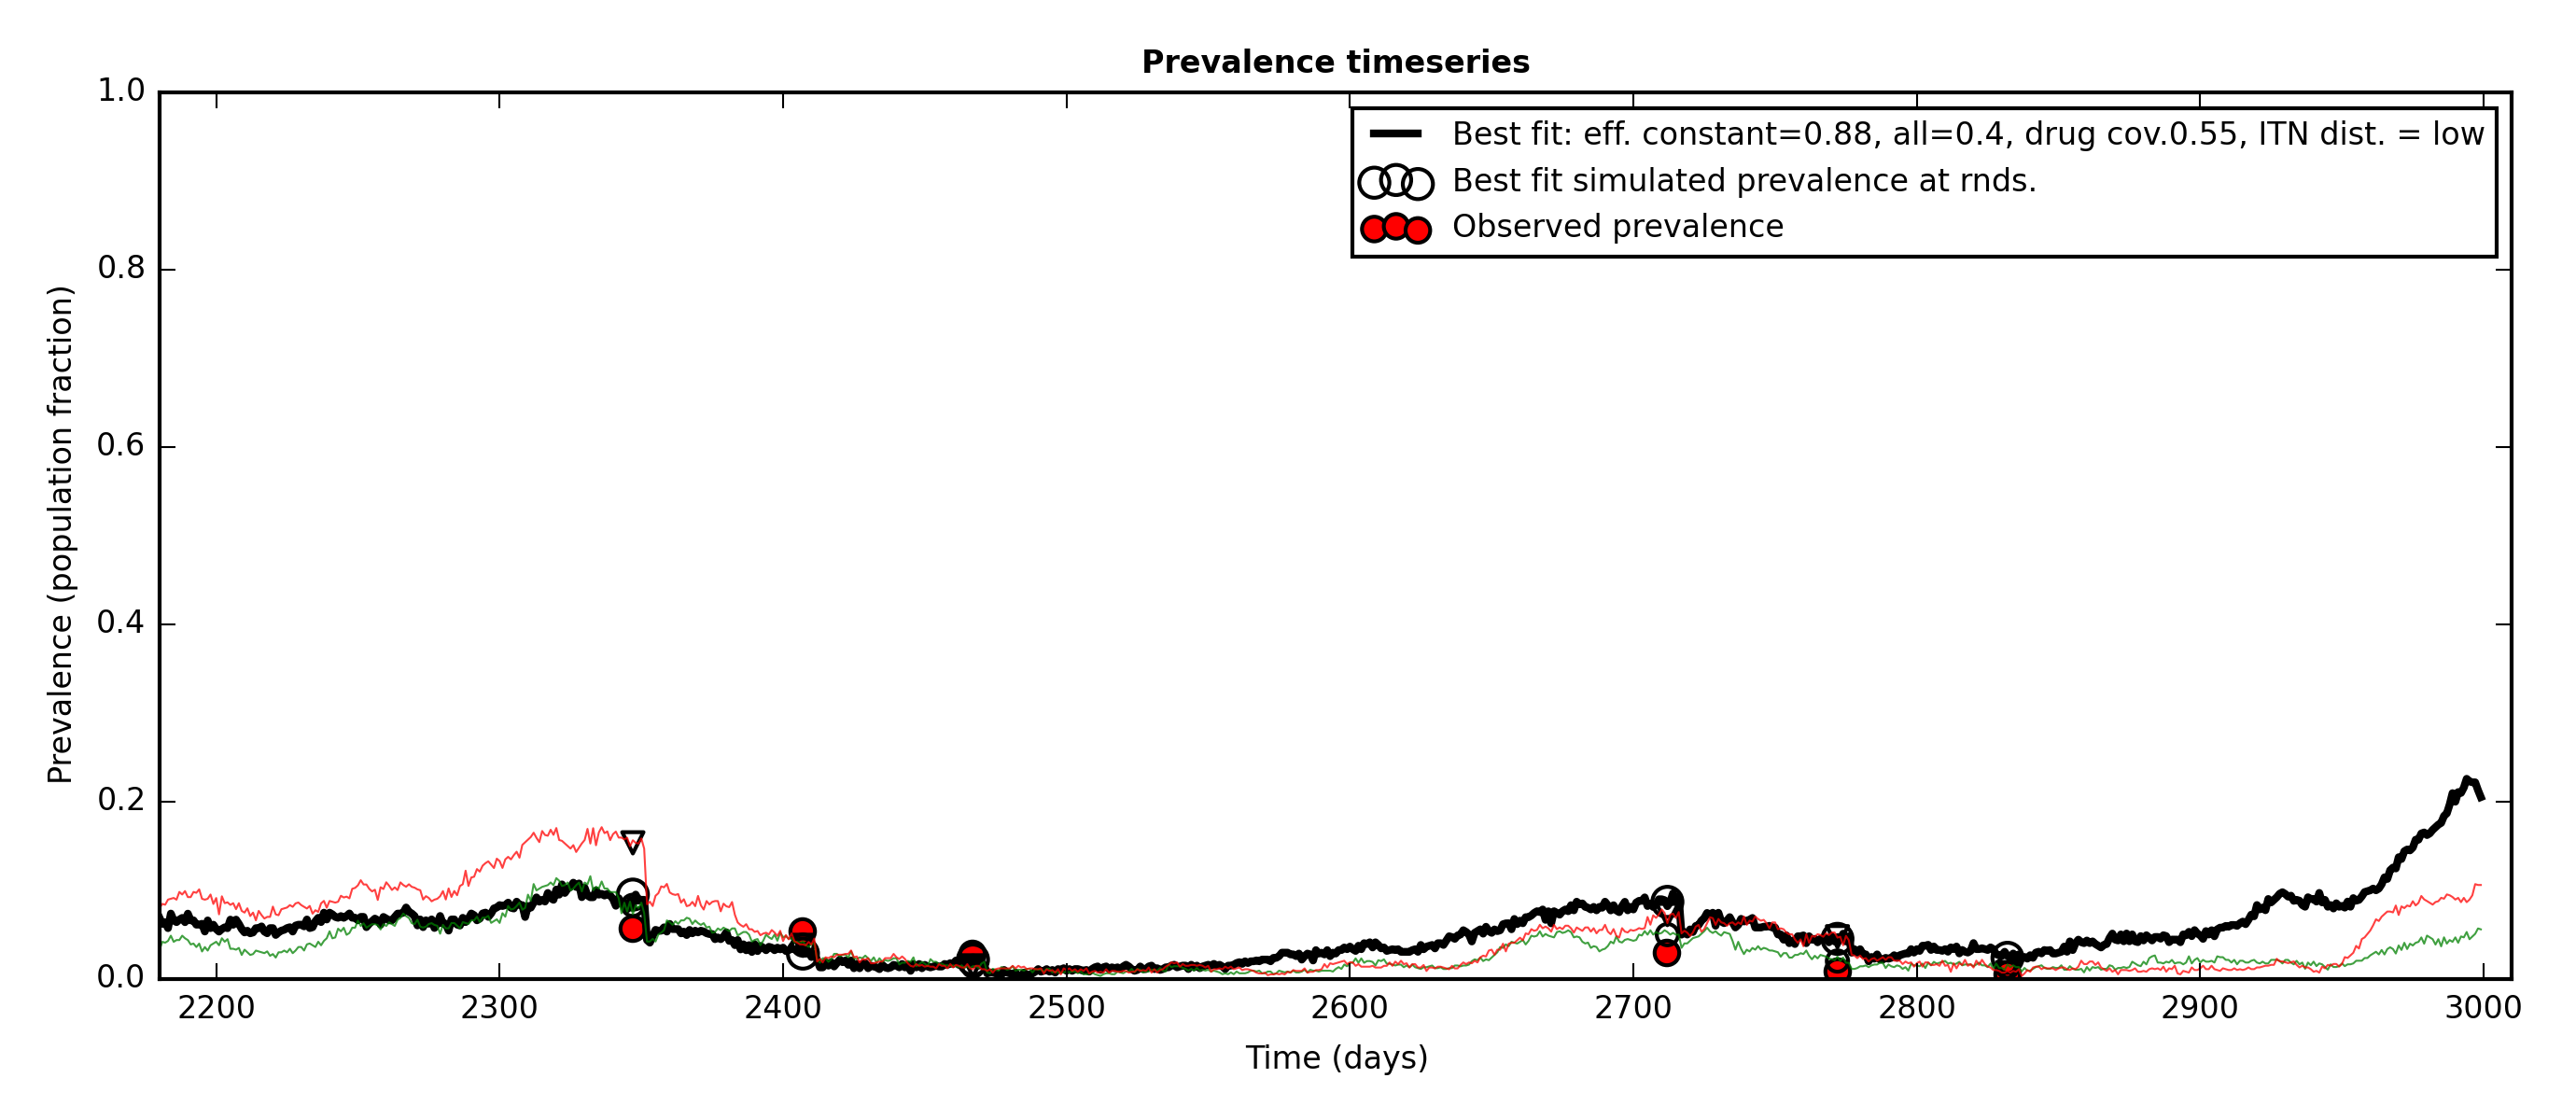 Prevalence timeseries
Best fit: eff. constant=0.88, all=0.4, drug cov.0.55, ITN dist. = low
Best fit simulated prevalence at rnds.
Observed prevalence
Prevalence (population fraction)
1.0
0.8
0.6
0.4
0.2
0.0
2200 2300 2400 2500 2600 2700 2800 2900 3000
Time (days)